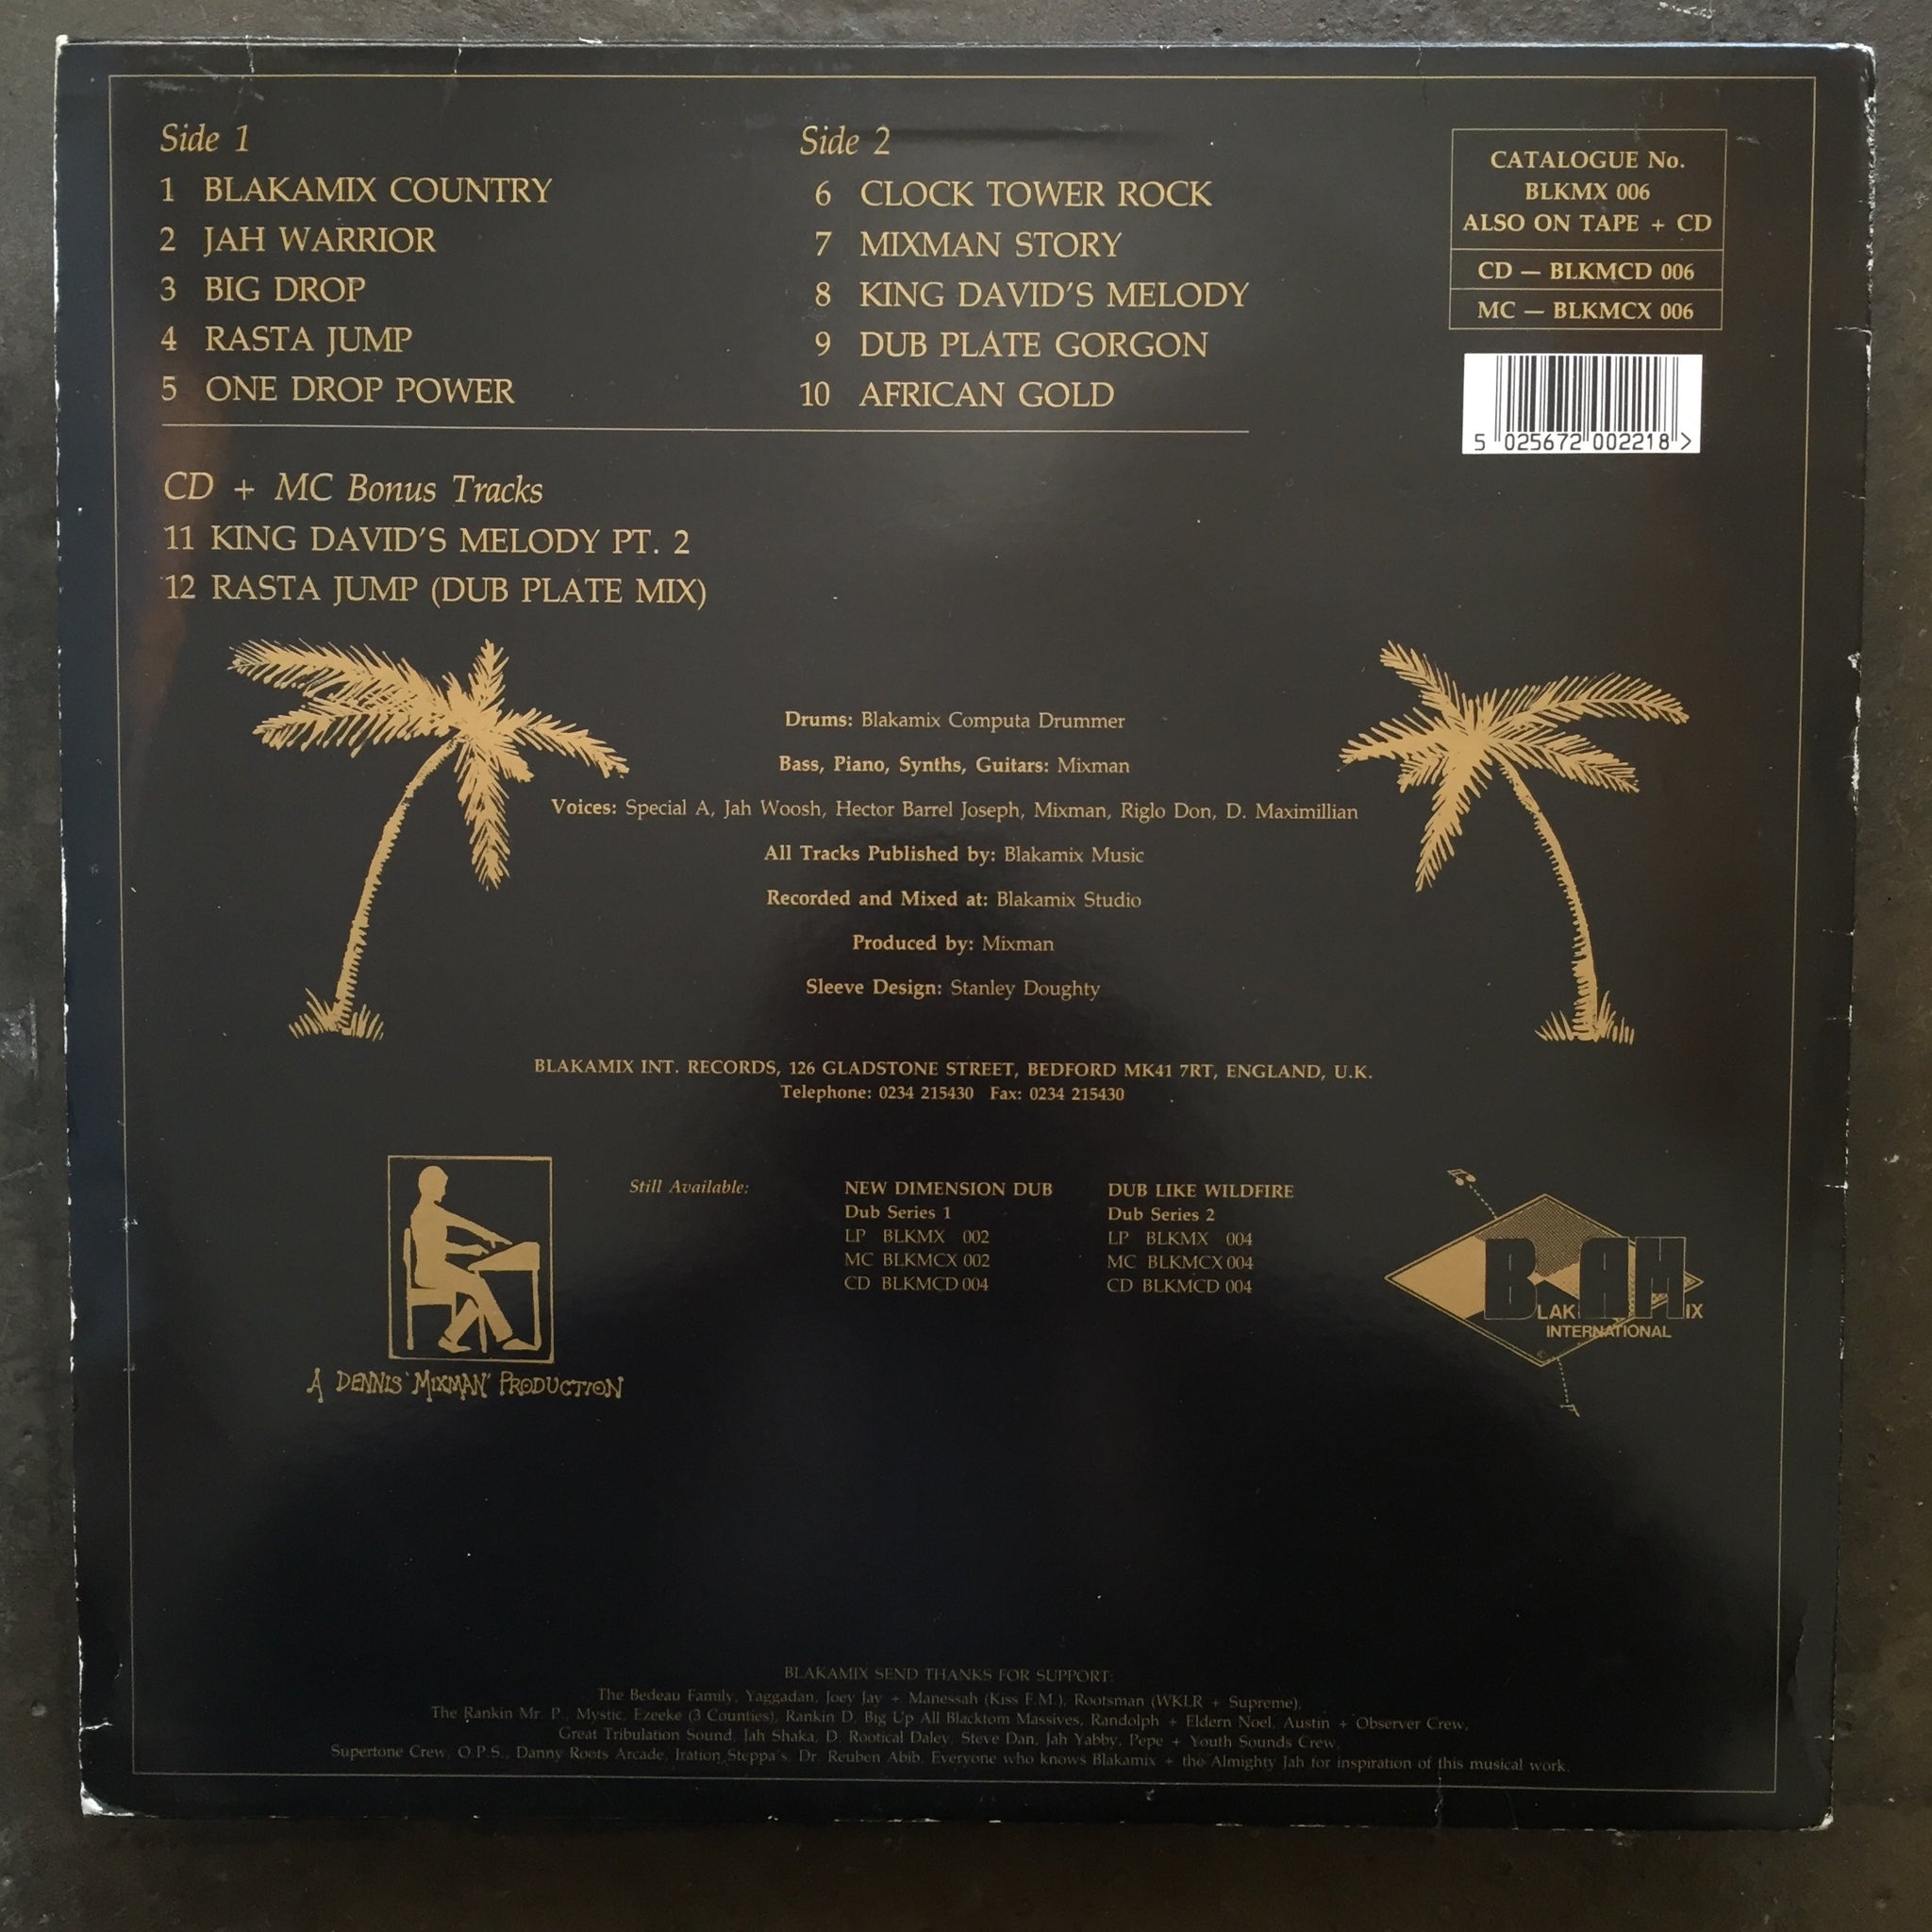 Side 1
1 BLAKAMIX COUNTRY
2 JAH WARRIOR
3 BIG DROP
4 RASTA JUMP
5 ONE DROP POWER
Side 2
6 CLOCK TOWER ROCK
7 MIXMAN STORY
8 KING DAVID'S MELODY
9 DUB PLATE GORGON
10 AFRICAN GOLD
CATALOGUE No.
BLKMX 006
ALSO ON TAPE + CD
CD — BLKMCD 006
MC — BLKMCX 006
5 025672 002218 >
CD + MC Bonus Tracks
11 KING DAVID'S MELODY PT. 2
12 RASTA JUMP (DUB PLATE MIX)
Drums: Blakamix Computa Drummer
Bass, Piano, Synths, Guitars: Mixman
Voices: Special A, Jah Woosh, Hector Barrel Joseph, Mixman, Riglo Don, D. Maximillian
All Tracks Published by: Blakamix Music
Recorded and Mixed at: Blakamix Studio
Produced by: Mixman
Sleeve Design: Stanley Doughty
BLAKAMIX INT. RECORDS, 126 GLADSTONE STREET, BEDFORD MK41 7RT, ENGLAND, U.K.
Telephone: 0234 215430 Fax: 0234 215430
A DENNIS 'MIXMAN' PRODUCTION
Still Available:
NEW DIMENSION DUB
Dub Series 1
LP BLKMX 002
MC BLKMCX 002
CD BLKMCD 004
DUB LIKE WILDFIRE
Dub Series 2
LP BLKMX 004
MC BLKMCX 004
CD BLKMCD 004
BLAKAMIX
INTERNATIONAL
BLAKAMIX SEND THANKS FOR SUPPORT:
The Bedeau Family, Yaggadan, Joey Jay + Manessah (Kiss F.M.), Rootsman (WKLR + Supreme),
The Rankin Mr. P., Mystic, Ezeeke (3 Counties), Rankin D, Big Up All Blacktom Massives, Randolph + Eldern Noel, Austin + Observer Crew,
Great Tribulation Sound, Jah Shaka, D. Rootical Daley, Steve Dan, Jah Yabby, Pepe + Youth Sounds Crew,
Supertone Crew, O.P.S., Danny Roots Arcade, Iration Steppa's, Dr. Reuben Abib, Everyone who knows Blakamix + the Almighty Jah for inspiration of this musical work.